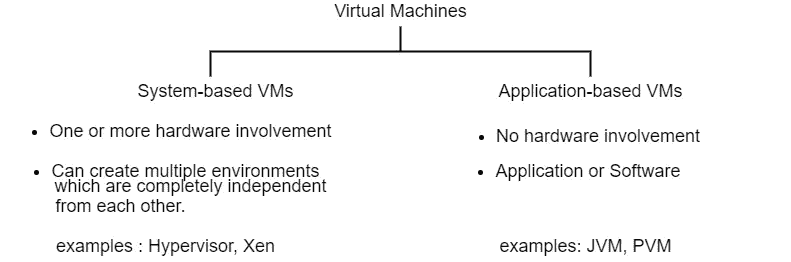 Virtual Machines
System-based VMs
• One or more hardware involvement
• Can create multiple environments
which are completely independent
from each other.
examples : Hypervisor, Xen
Application-based VMs
• No hardware involvement
• Application or Software
examples: JVM, PVM